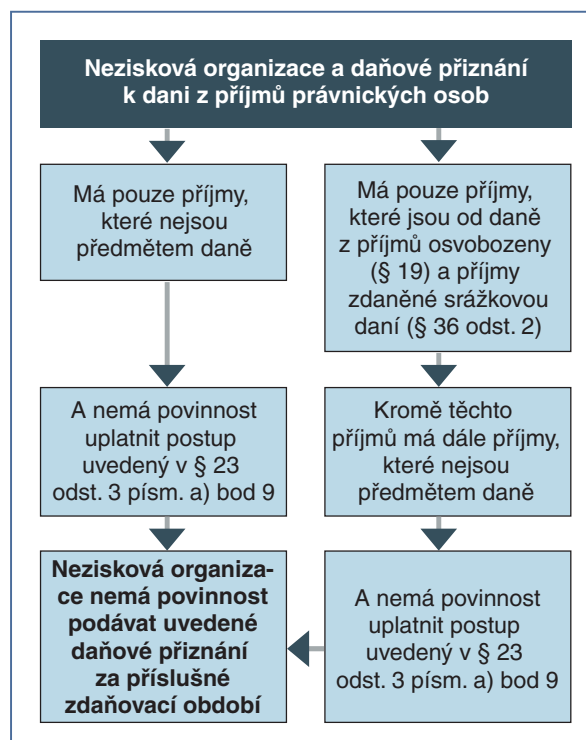 Nezisková organizace a daňové přiznání
k dani z příjmů právnických osob
Má pouze příjmy,
které nejsou
předmětem daně
A nemá povinnost
uplatnit postup
uvedený v § 23
odst. 3 písm. a) bod 9
Má pouze příjmy,
které jsou od daně
z příjmů osvobozeny
(§ 19) a příjmy
zdaněné srážkovou
daní (§ 36 odst. 2)
Kromě těchto
příjmů má dále příjmy,
které nejsou
předmětem daně
A nemá povinnost
uplatnit postup
uvedený v § 23
odst. 3 písm. a) bod 9
Nezisková organiza-
ce nemá povinnost
podávat uvedené
daňové přiznání
za příslušné
zdaňovací období